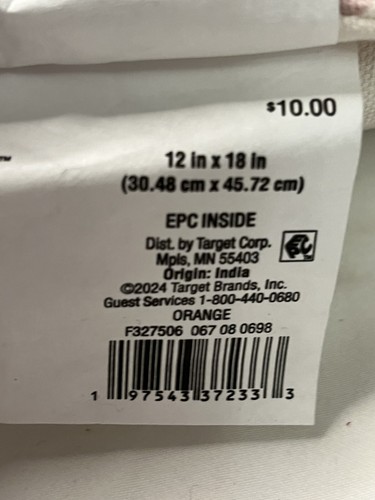 $10.00
™
12 in x 18 in
(30.48 cm x 45.72 cm)
EPC INSIDE
Dist. by Target Corp.
Mpls, MN 55403
Origin: India
©2024 Target Brands, Inc.
Guest Services 1-800-440-0680
ORANGE
F327506 067 08 0698
1 97543 37233 3